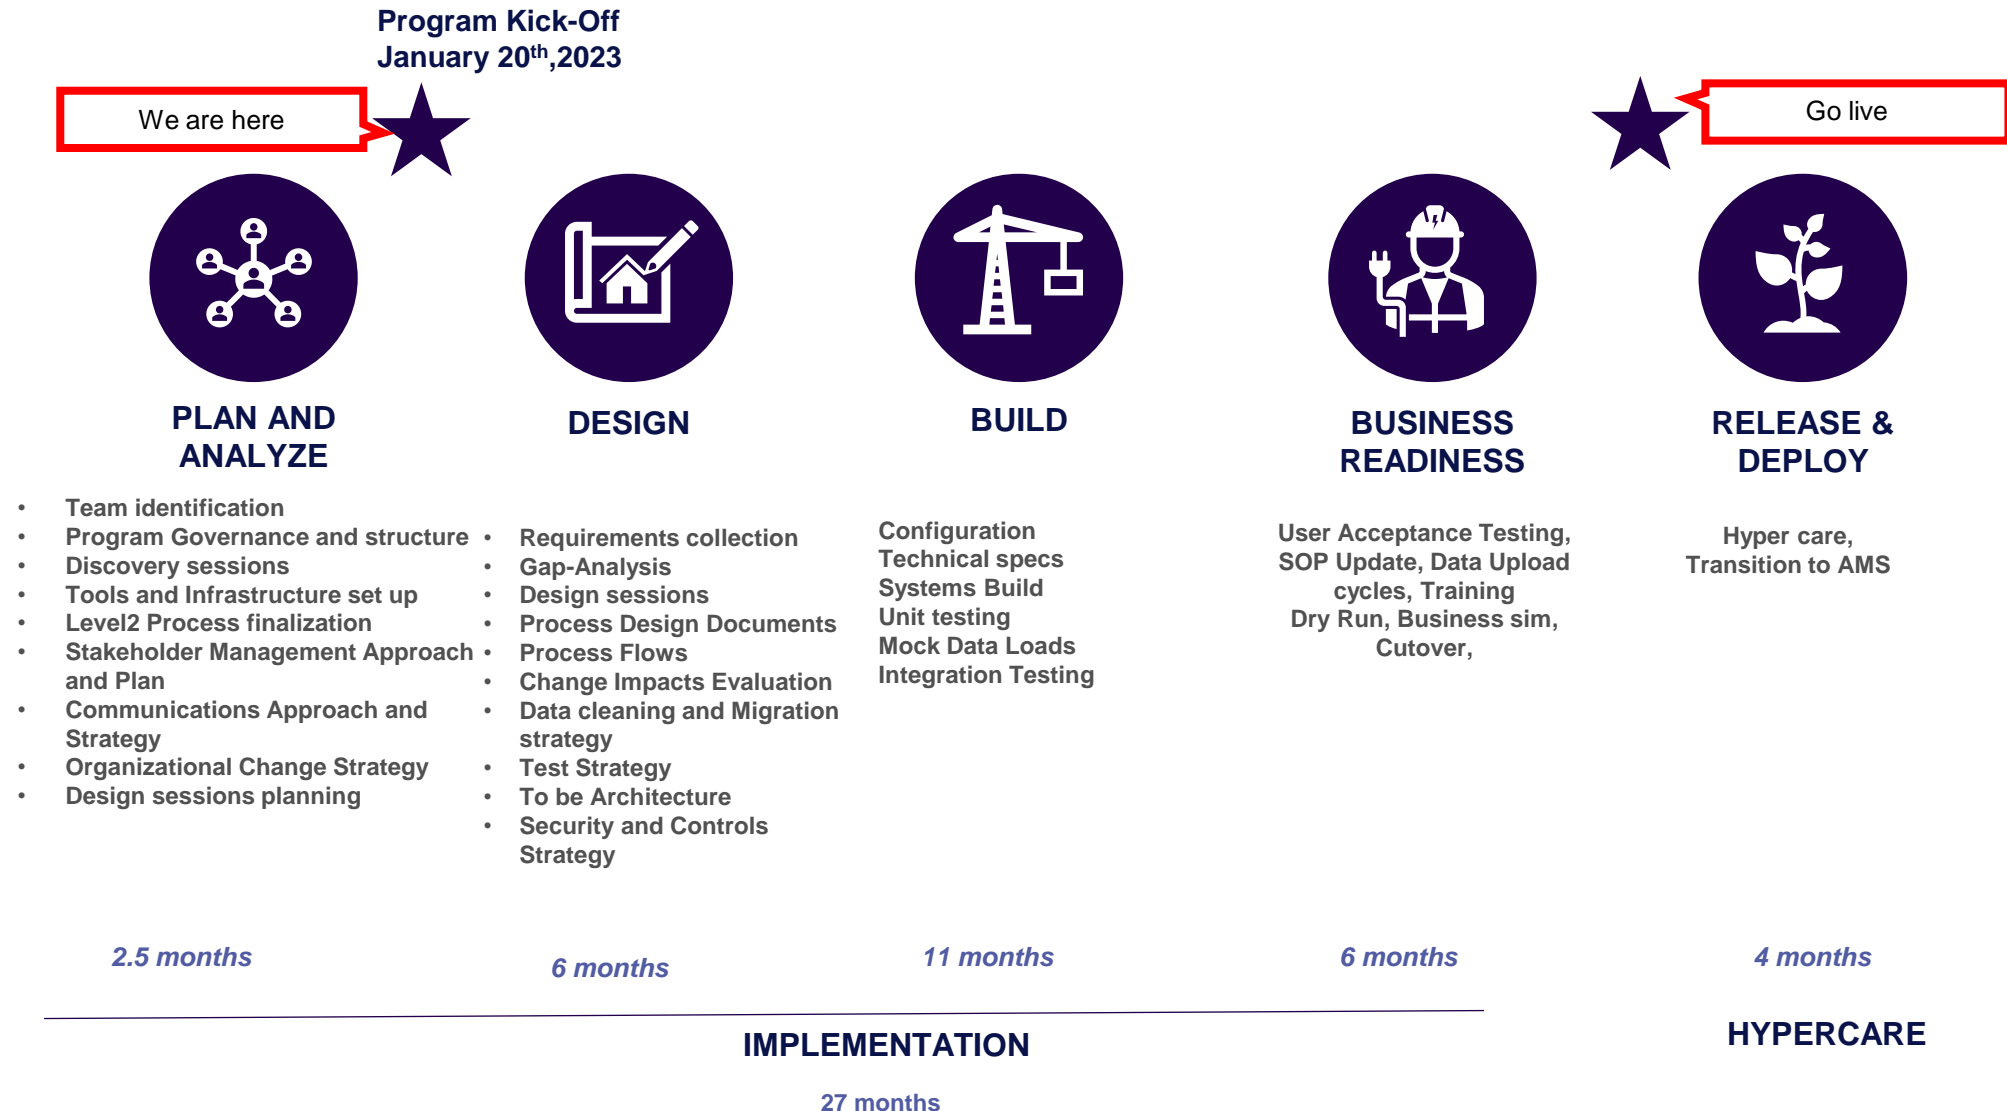 Program Kick-Off
January 20th,2023
We are here
Go live
PLAN AND
ANALYZE
• Team identification
• Program Governance and structure
• Discovery sessions
• Tools and Infrastructure set up
• Level2 Process finalization
• Stakeholder Management Approach
and Plan
• Communications Approach and
Strategy
• Organizational Change Strategy
• Design sessions planning
2.5 months
DESIGN
• Requirements collection
• Gap-Analysis
• Design sessions
• Process Design Documents
• Process Flows
• Change Impacts Evaluation
• Data cleaning and Migration
strategy
• Test Strategy
• To be Architecture
• Security and Controls
Strategy
6 months
BUILD
Configuration
Technical specs
Systems Build
Unit testing
Mock Data Loads
Integration Testing
11 months
BUSINESS
READINESS
User Acceptance Testing,
SOP Update, Data Upload
cycles, Training
Dry Run, Business sim,
Cutover,
6 months
RELEASE &
DEPLOY
Hyper care,
Transition to AMS
4 months
IMPLEMENTATION
27 months
HYPERCARE